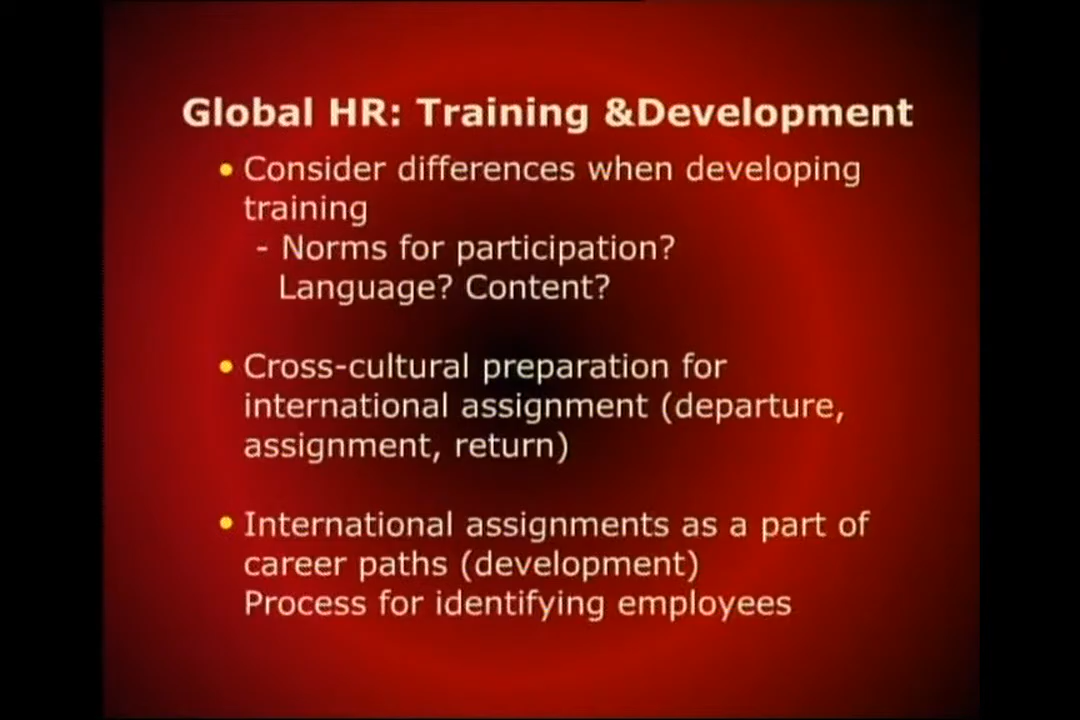 Global HR: Training &Development
• Consider differences when developing
training
- Norms for participation?
Language? Content?
• Cross-cultural preparation for
international assignment (departure,
assignment, return)
• International assignments as a part of
career paths (development)
Process for identifying employees